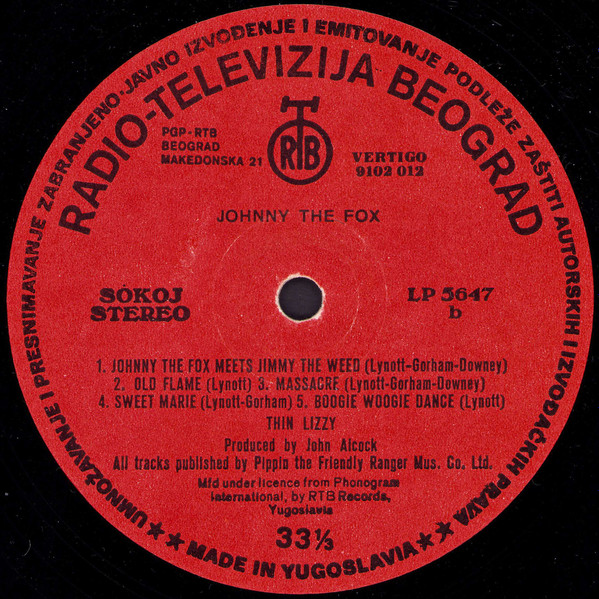 UMNOŽAVANJE I PRESNIMAVANJE ZABRANJENO·JAVNO IZVOĐENJE I EMITOVANJE PODLEŽE ZAŠTITI AUTORSKIH I IZVOĐAČKIH PRAVA
RADIO-TELEVIZIJA BEOGRAD
PGP-RTB
BEOGRAD
MAKEDONSKA 21
RTB
VERTIGO
9102 012
JOHNNY THE FOX
SOKOJ
STEREO
LP 5647
b
1. JOHNNY THE FOX MEETS JIMMY THE WEED (Lynott-Gorham-Downey)
2. OLD FLAME (Lynott) 3. MASSACRE (Lynott-Gorham-Downey)
4. SWEET MARIE (Lynott-Gorham) 5. BOOGIE WOOGIE DANCE (Lynott)
THIN LIZZY
Produced by John Alcock
All tracks published by Pippin the Friendly Ranger Mus. Co. Ltd.
Mfd under licence from Phonogram
International, by RTB Records,
Yugoslavia
33⅓
★★ MADE IN YUGOSLAVIA ★★